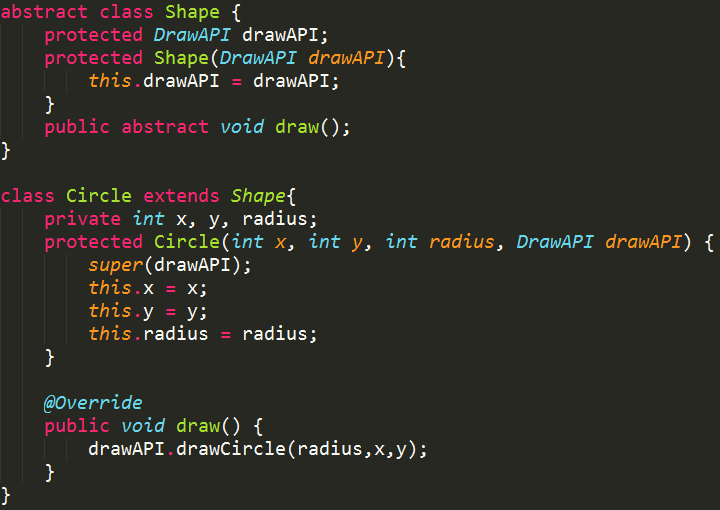 abstract class Shape {
    protected DrawAPI drawAPI;
    protected Shape(DrawAPI drawAPI){
        this.drawAPI = drawAPI;
    }
    public abstract void draw();
}

class Circle extends Shape{
    private int x, y, radius;
    protected Circle(int x, int y, int radius, DrawAPI drawAPI) {
        super(drawAPI);
        this.x = x;
        this.y = y;
        this.radius = radius;
    }

    @Override
    public void draw() {
        drawAPI.drawCircle(radius,x,y);
    }
}